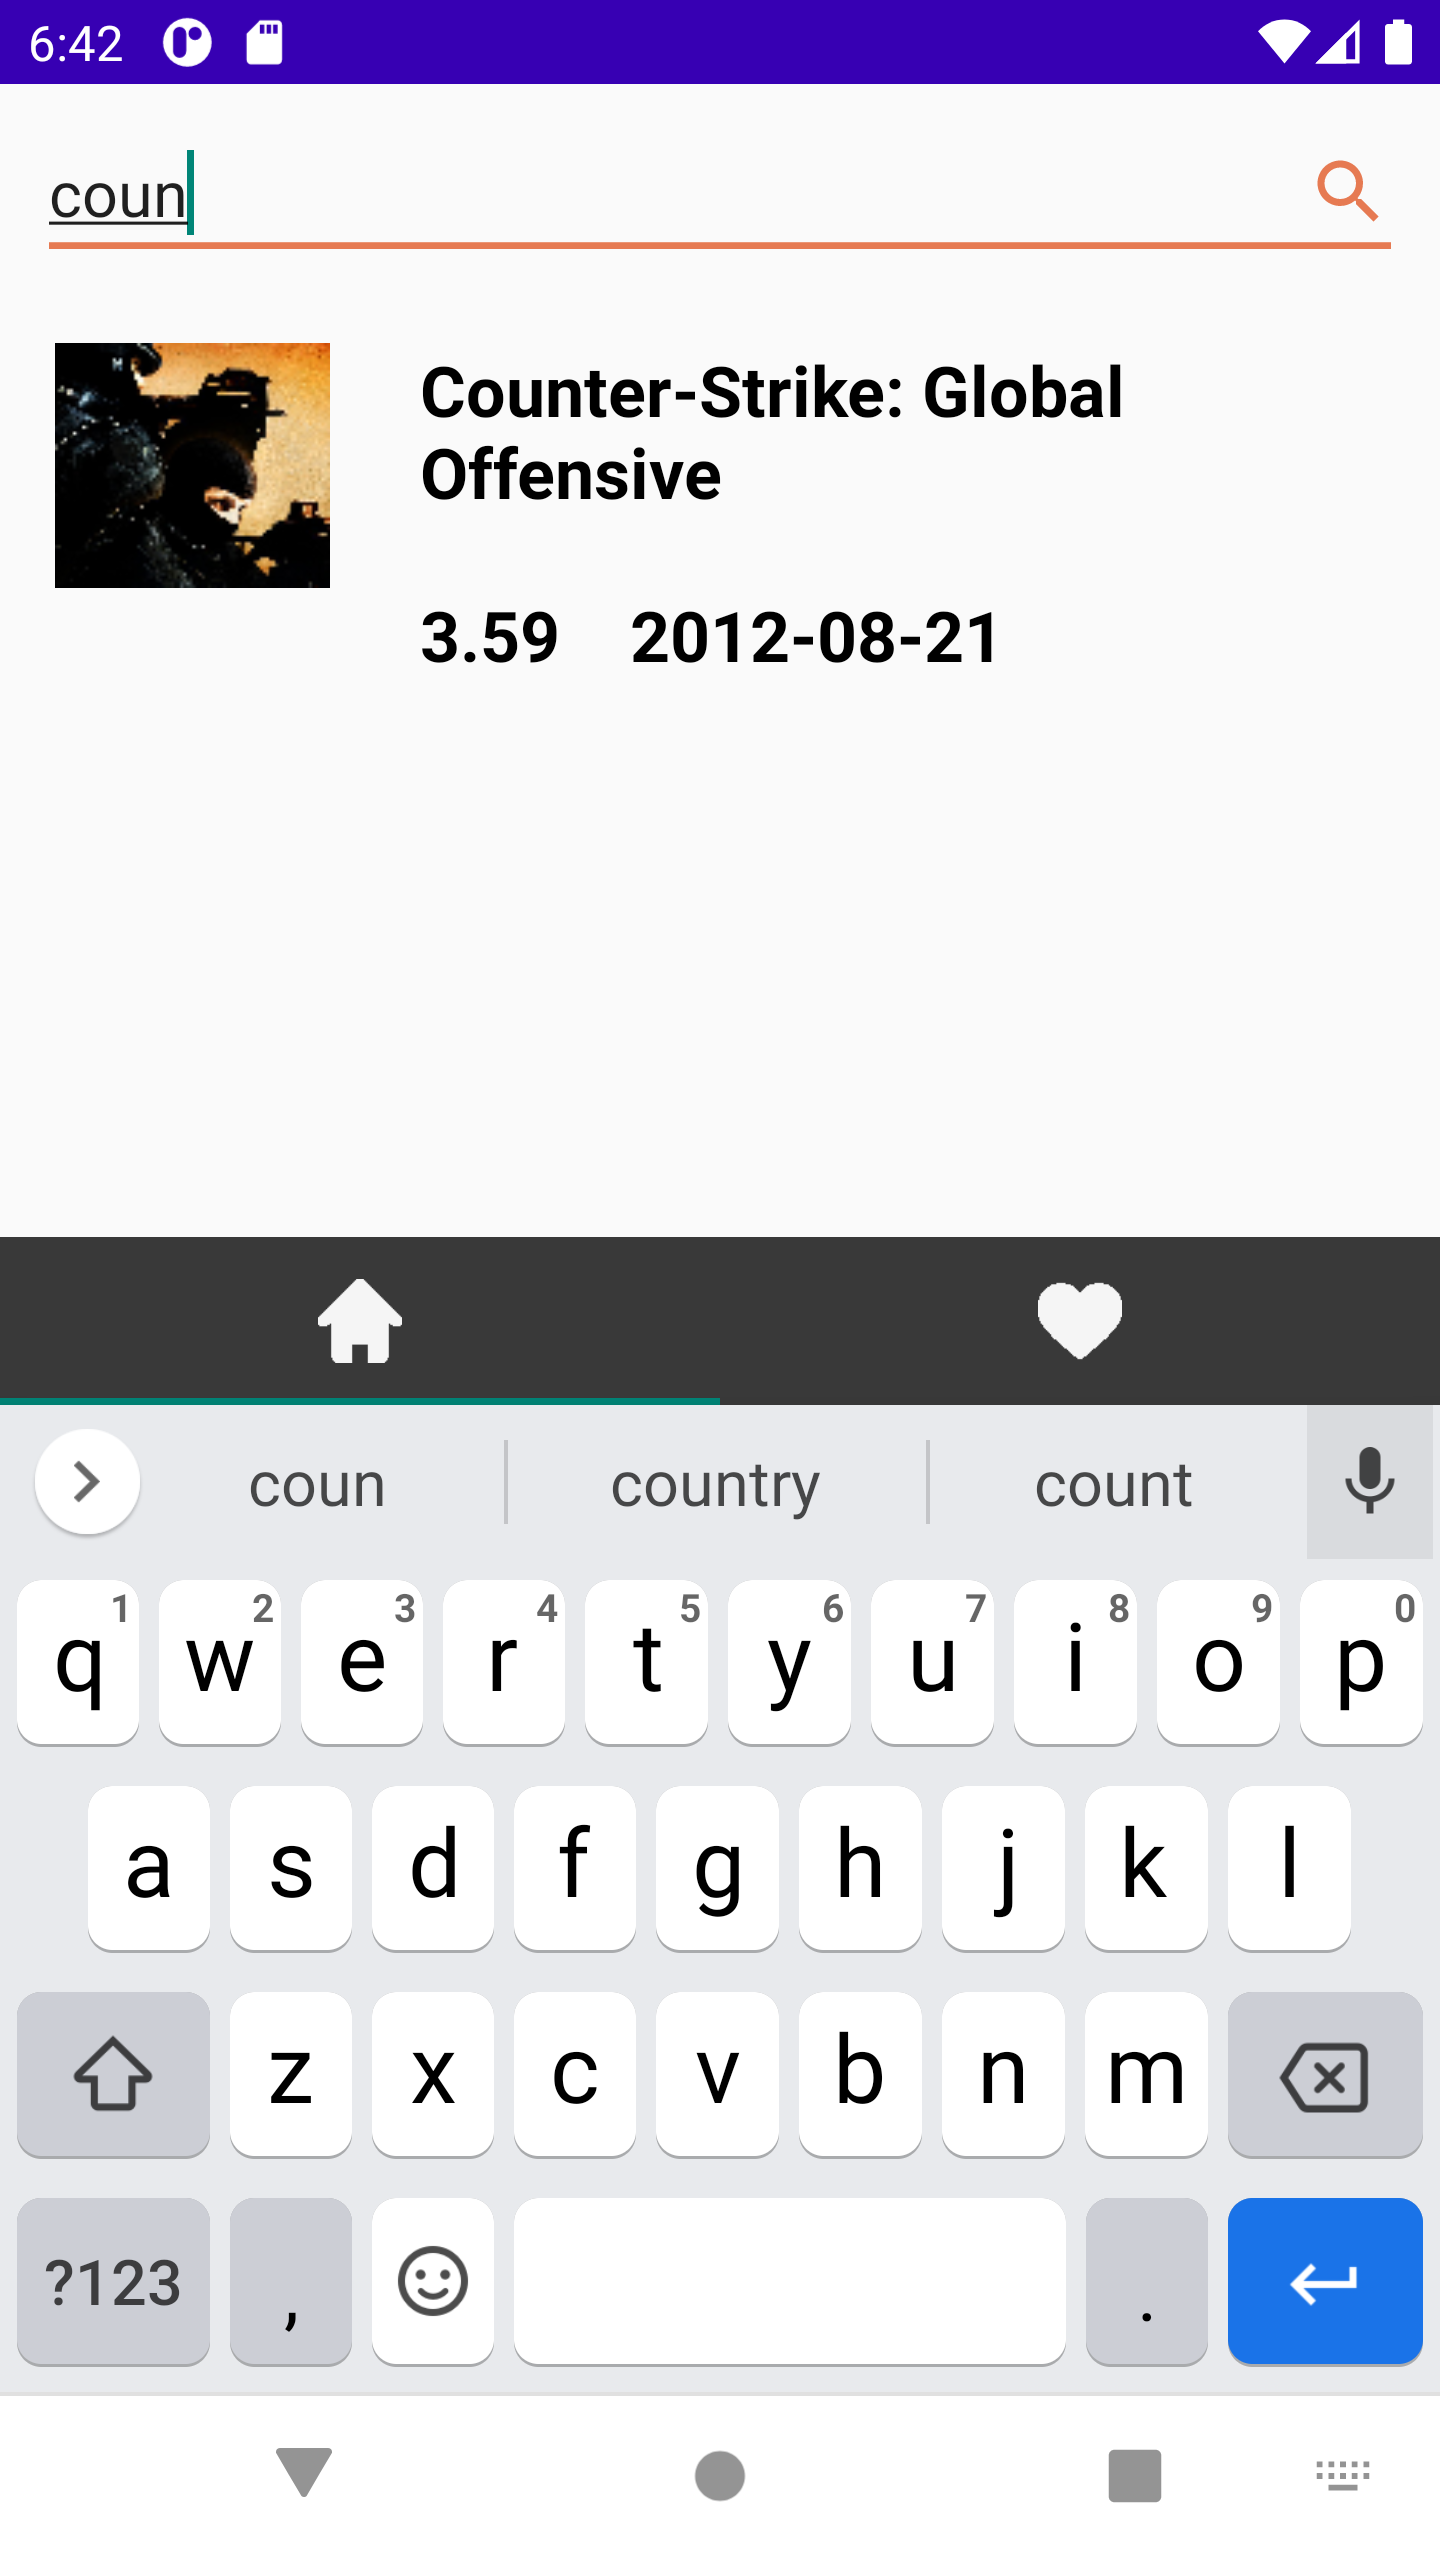 6:42
coun
Counter-Strike: Global
Offensive
3.59 2012-08-21
coun country count
q 1 w 2 e 3 r 4 t 5 y 6 u 7 i 8 o 9 p 0
a s d f g h j k l
z x c v b n m
?123 , .